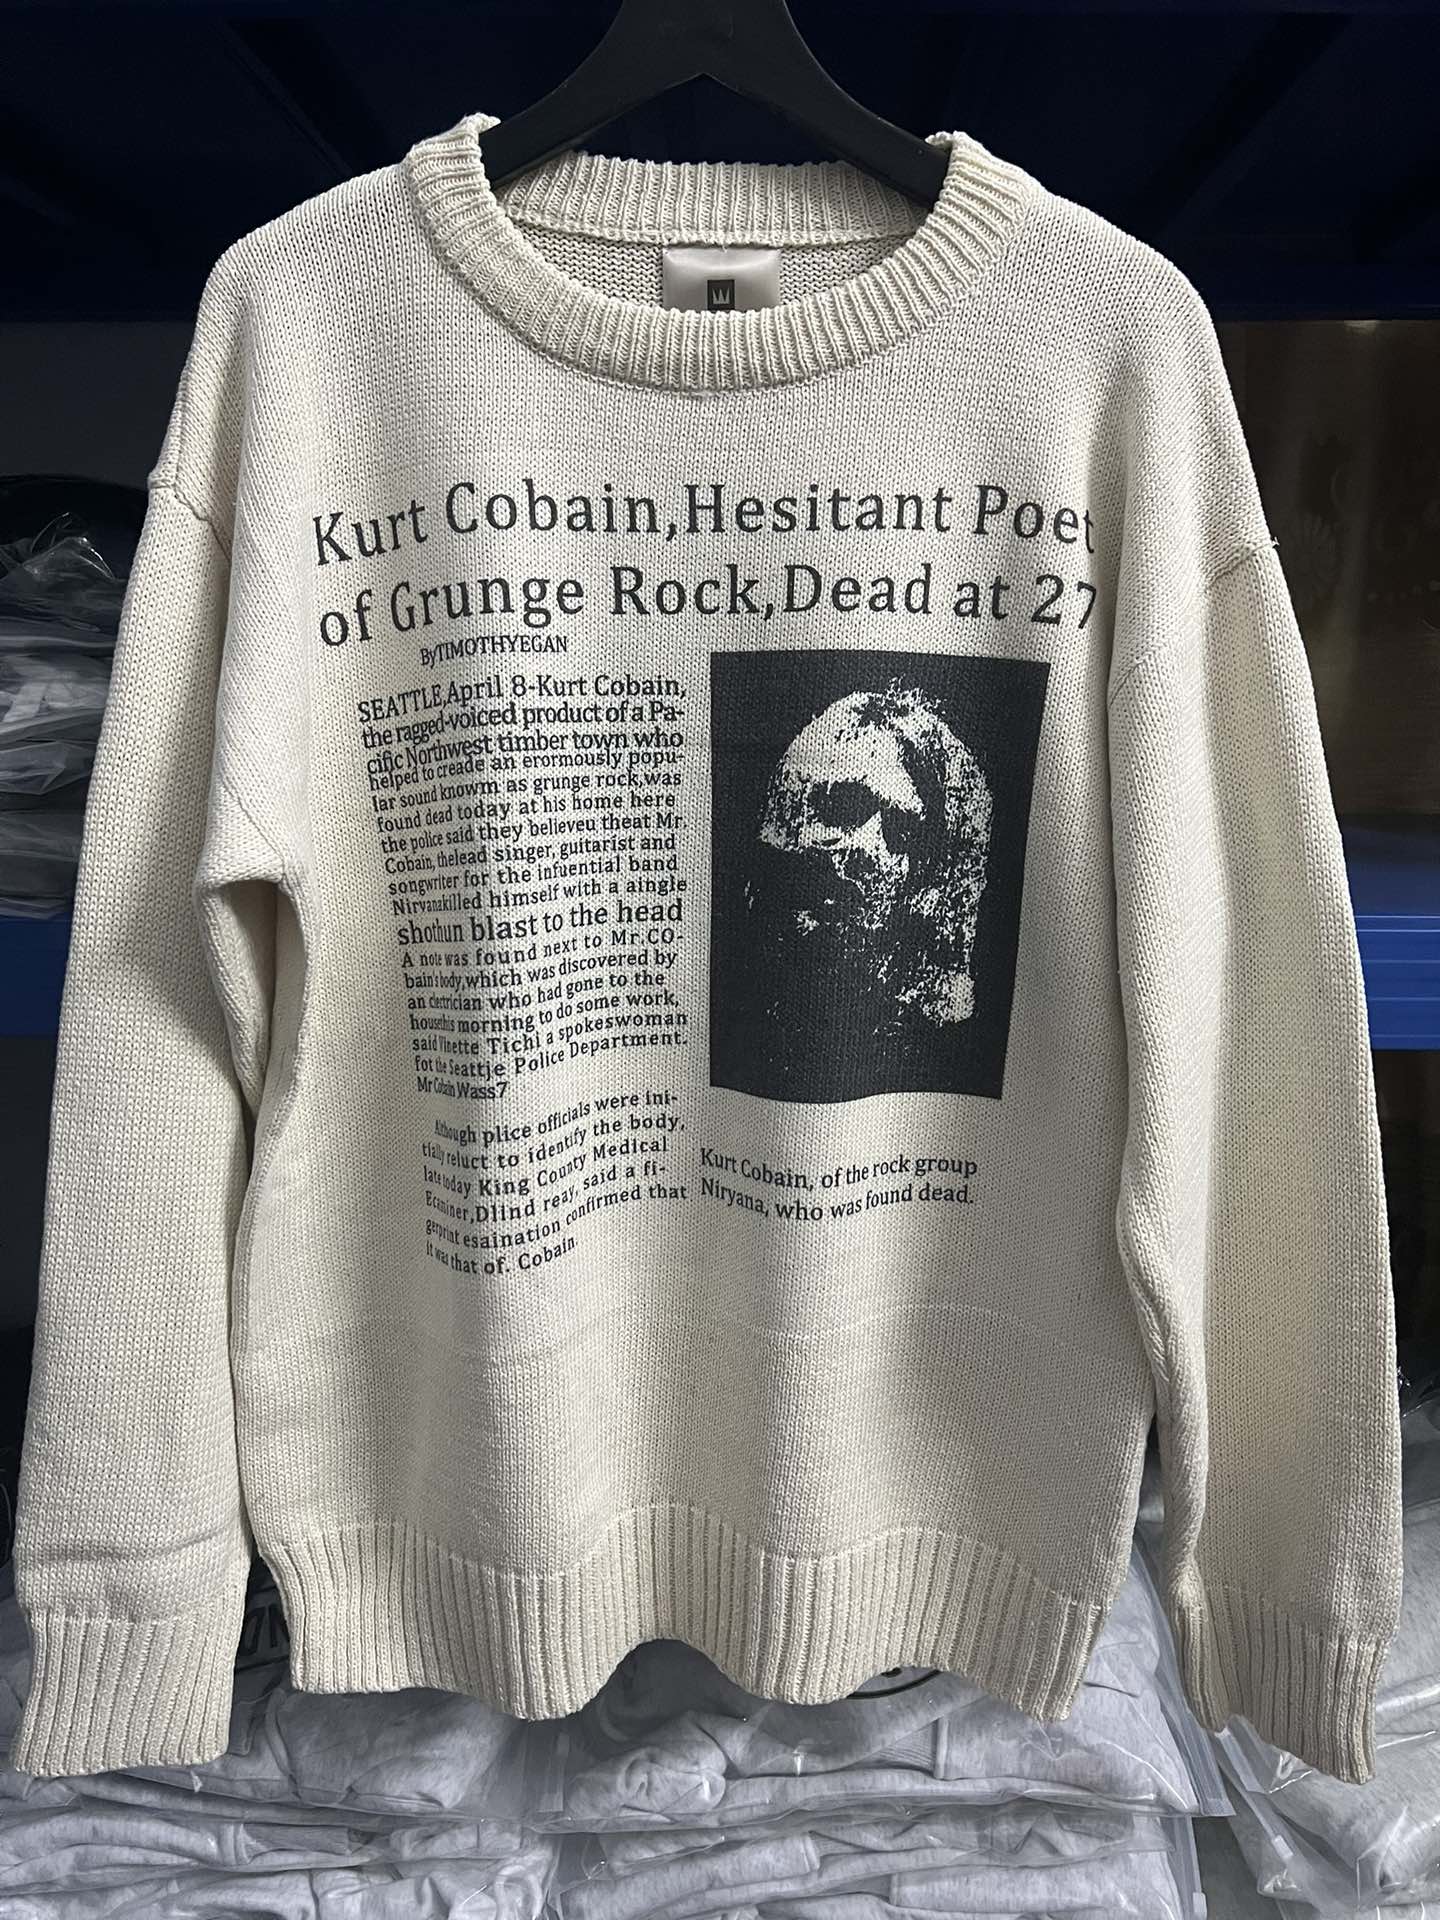 Kurt Cobain,Hesitant Poet
of Grunge Rock,Dead at 27
ByTIMOTHYEGAN
SEATTLE,April 8-Kurt Cobain,
the ragged-voiced product of a Pa-
cific Northwest timber town who
helped to creade an erormously popu-
lar sound knowm as grunge rock,was
found dead today at his home here
the police said they believeu theat Mr.
Cobain, thelead singer, guitarist and
songwriter for the infuential band
Nirvanakilled himself with a aingle
shothun blast to the head
A note was found next to Mr.CO-
bain's body,which was discovered by
an clectrician who had gone to the
housethis morning to do some work,
said Vinette Tichi a spokeswoman
fot the Seattje Police Department.
Mr Cobain Wass7
Although plice officials were ini-
tially reluct to identify the body,
late today King County Medical
Ecaniner,Dlind reay, said a fi-
gerprint esaination confirmed that
it was that of. Cobain.
Kurt Cobain, of the rock group
Niryana, who was found dead.